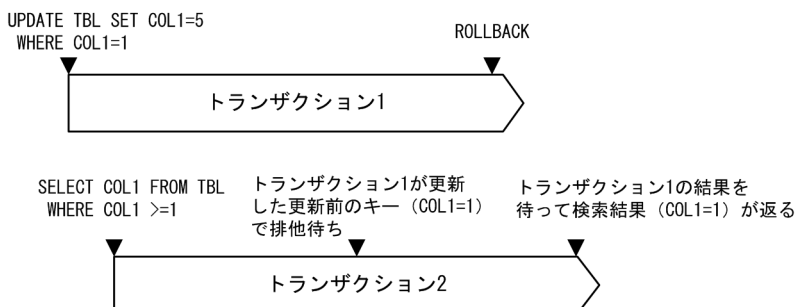 UPDATE TBL SET COL1=5
WHERE COL1=1
ROLLBACK
トランザクション1
SELECT COL1 FROM TBL
WHERE COL1 >=1
トランザクション1が更新
した更新前のキー（COL1=1）
で排他待ち
トランザクション1の結果を
待って検索結果（COL1=1）が返る
トランザクション2